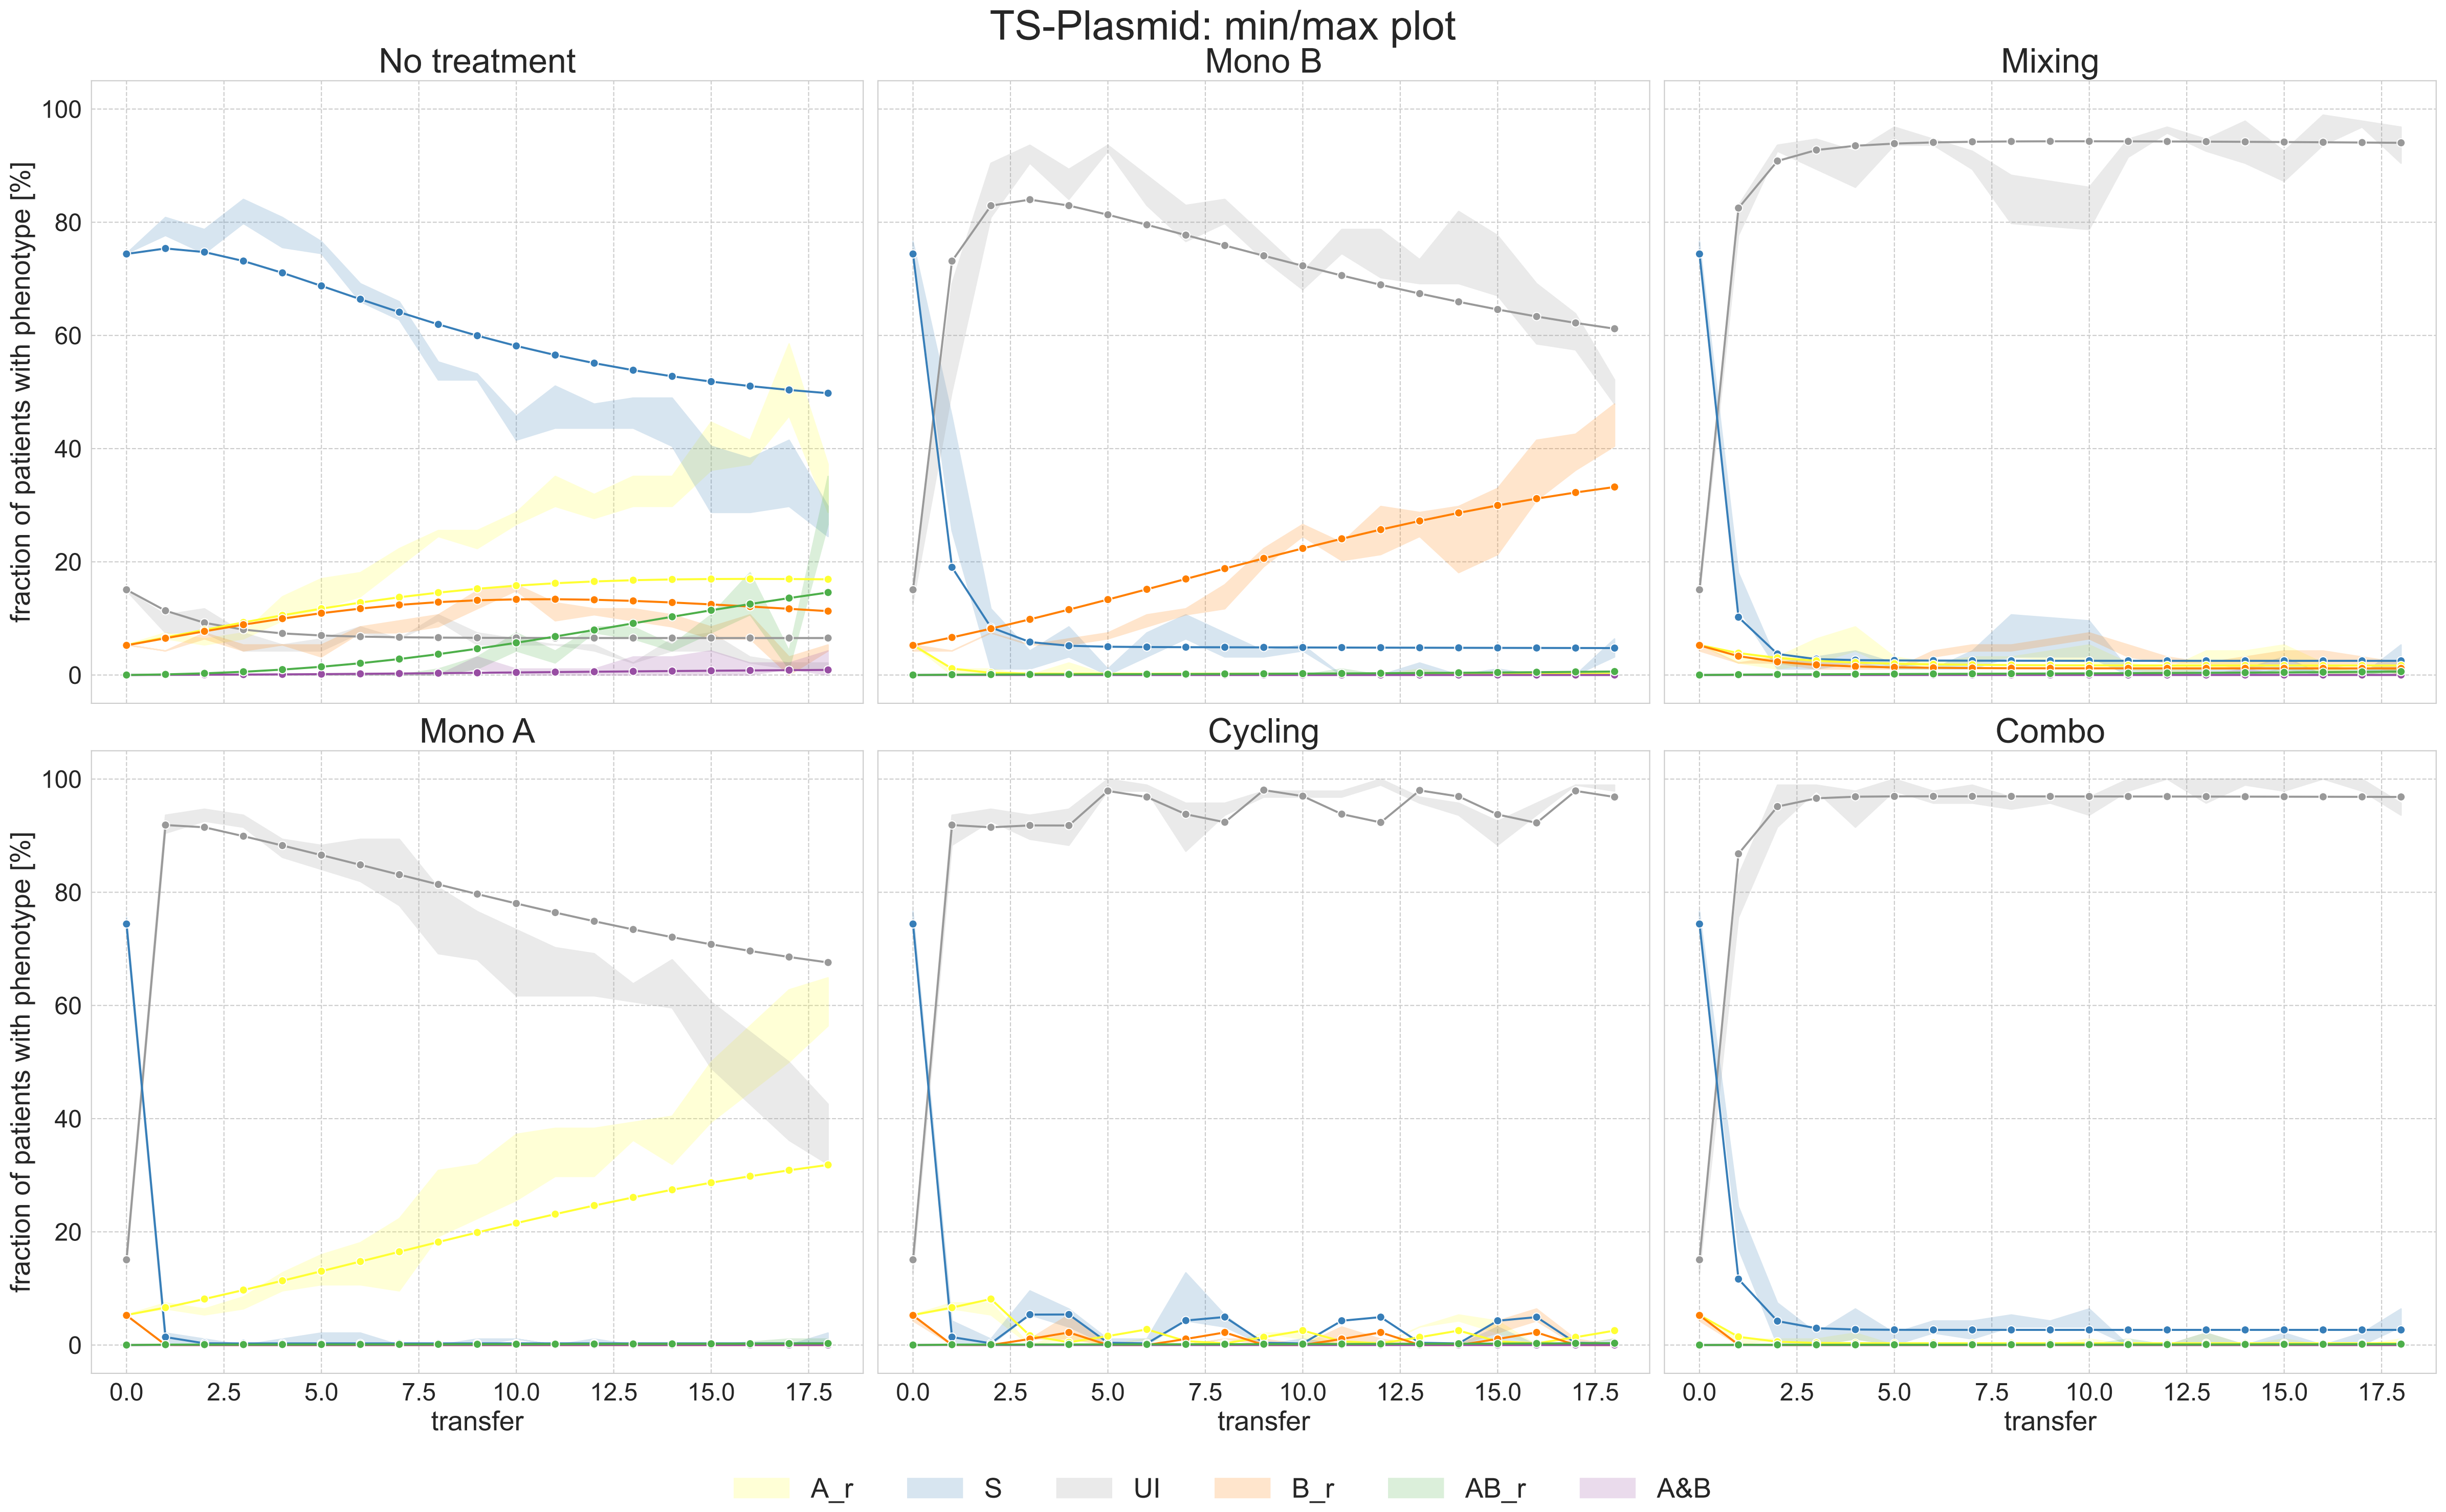 TS-Plasmid: min/max plot
No treatment
Mono B
Mixing
fraction of patients with phenotype [%]
100
80
60
40
20
0
Mono A
Cycling
Combo
fraction of patients with phenotype [%]
100
80
60
40
20
0
0.0 2.5 5.0 7.5 10.0 12.5 15.0 17.5
0.0 2.5 5.0 7.5 10.0 12.5 15.0 17.5
0.0 2.5 5.0 7.5 10.0 12.5 15.0 17.5
transfer
transfer
transfer
A_r S UI B_r AB_r A&B